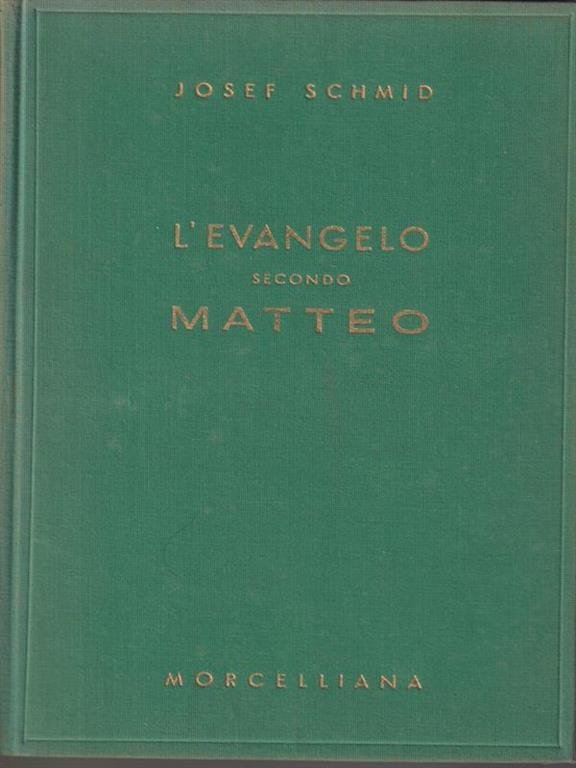 JOSEF SCHMID
L'EVANGELO
SECONDO
MATTEO
MORCELLIANA